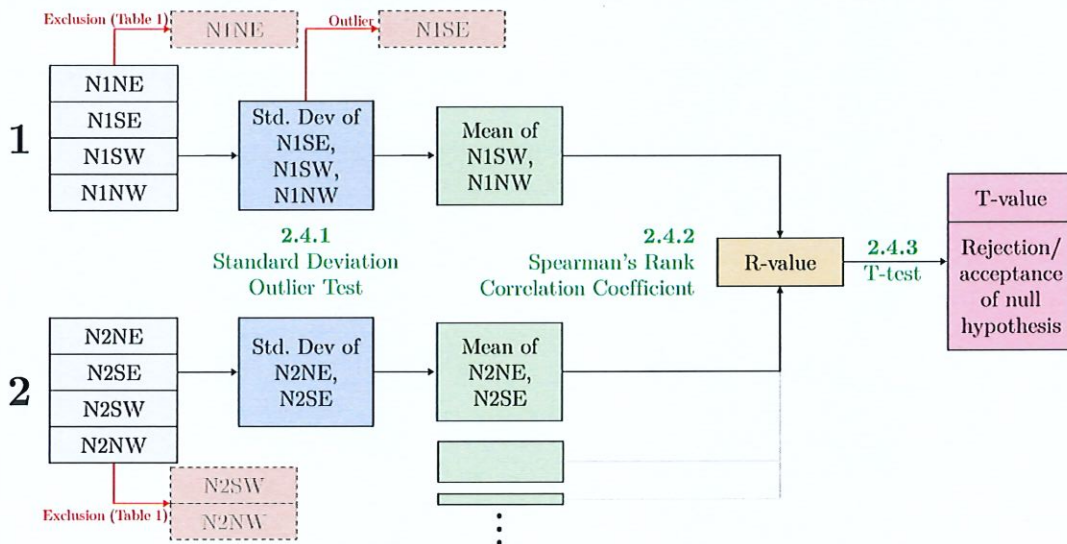 Exclusion (Table 1)
N1NE
Outlier
N1SE
1
N1NE
N1SE
N1SW
N1NW
Std. Dev of
N1SE,
N1SW,
N1NW
Mean of
N1SW,
N1NW
2.4.1
Standard Deviation
Outlier Test
2.4.2
Spearman's Rank
Correlation Coefficient
R-value
2.4.3
T-test
T-value
Rejection/
acceptance
of null
hypothesis
2
N2NE
N2SE
N2SW
N2NW
Std. Dev of
N2NE,
N2SE
Mean of
N2NE,
N2SE
Exclusion (Table 1)
N2SW
N2NW